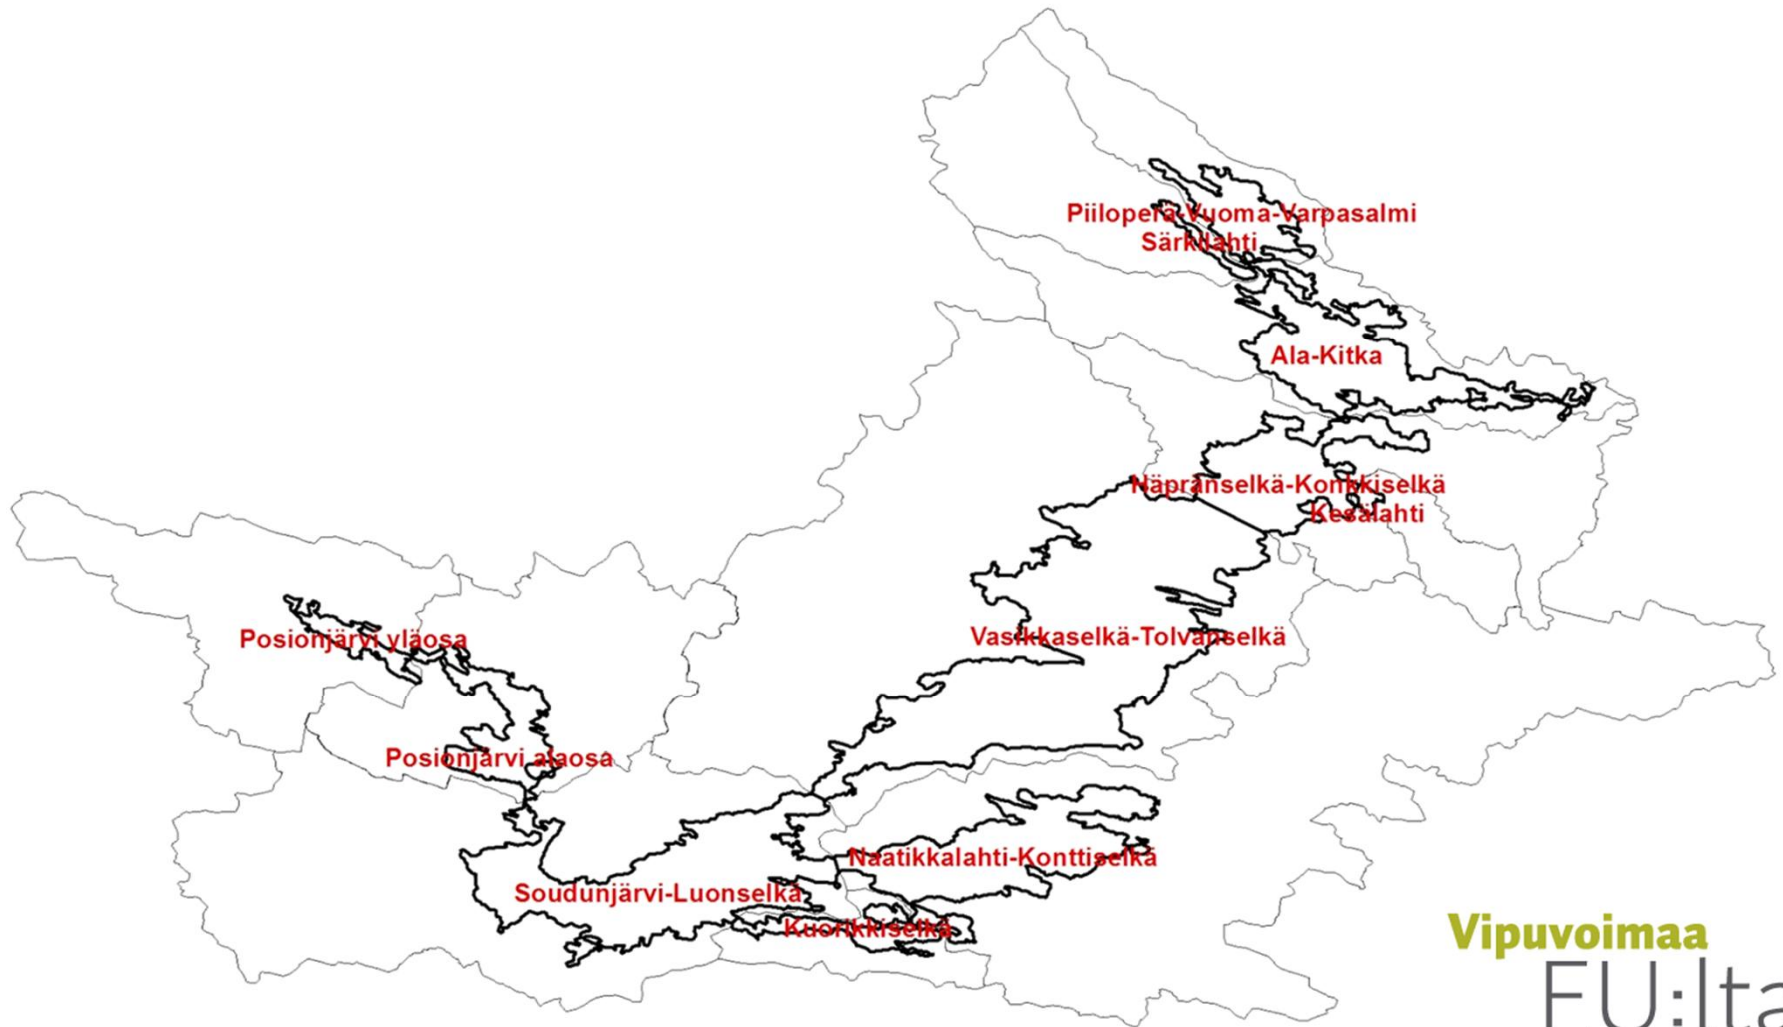 Piiloperä-Vuoma-Varpasalmi
Särkilahti
Ala-Kitka
Näpränselkä-Konkkiselkä
Kesälahti
Posionjärvi yläosa
Vasikkaselkä-Tolvanselkä
Posionjärvi alaosa
Naatikkalahti-Konttiselkä
Soudunjärvi-Luonselkä
Kuorikkiselkä
Vipuvoimaa
EU:lta